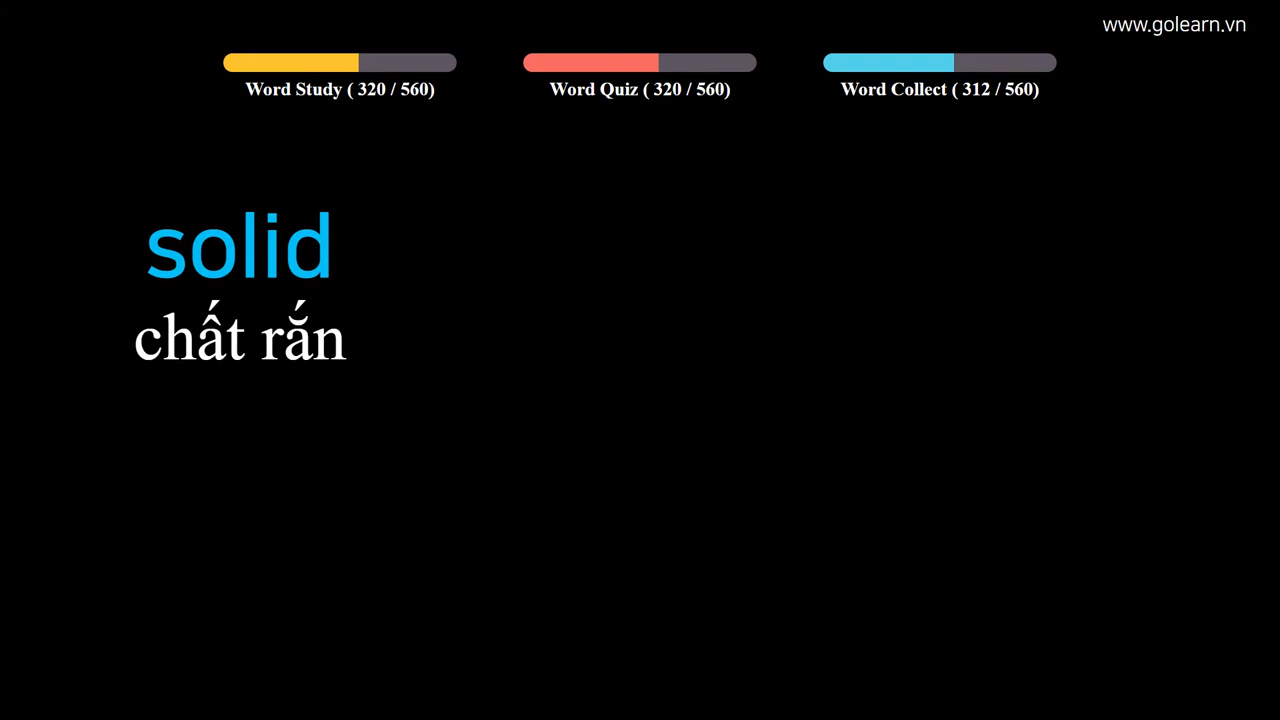 www.golearn.vn
Word Study ( 320 / 560)
Word Quiz ( 320 / 560)
Word Collect ( 312 / 560)
solid
chất rắn